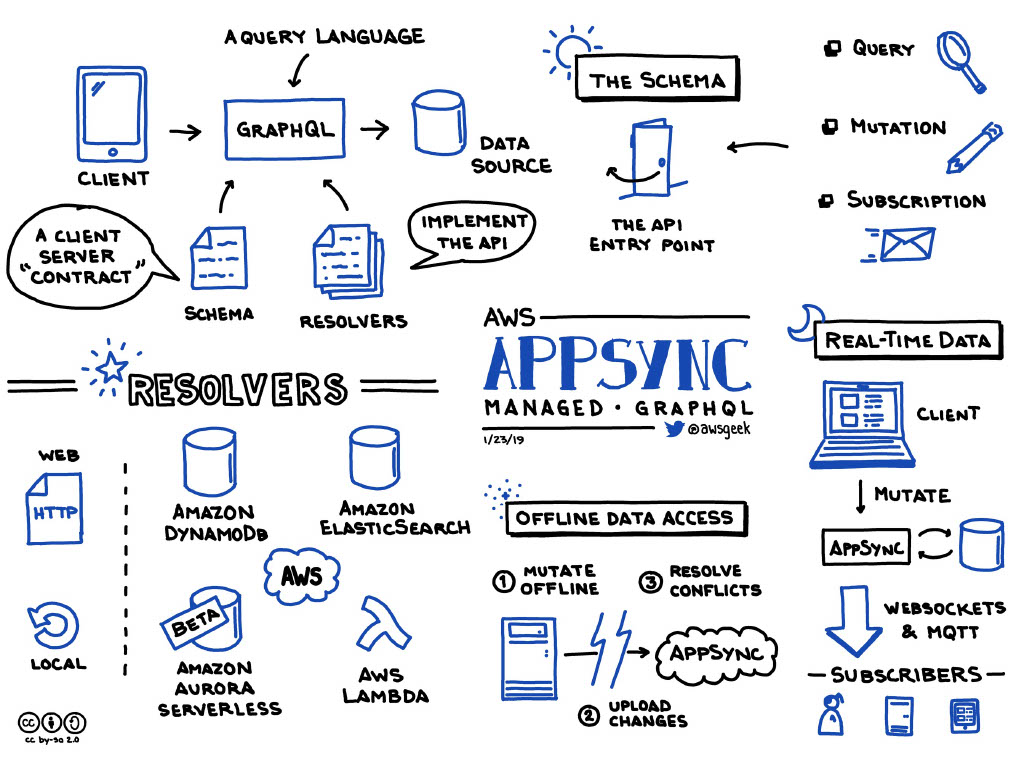 A QUERY LANGUAGE
CLIENT
GRAPHQL
DATA
SOURCE
A CLIENT
SERVER
"CONTRACT"
SCHEMA
RESOLVERS
IMPLEMENT
THE API
THE SCHEMA
THE API
ENTRY POINT
QUERY
MUTATION
SUBSCRIPTION
AWS
APPSYNC
MANAGED · GRAPHQL
1/23/19
@awsgeek
RESOLVERS
WEB
HTTP
LOCAL
AMAZON
DYNAMODB
AMAZON
ELASTICSEARCH
AWS
BETA
AMAZON
AURORA
SERVERLESS
AWS
LAMBDA
cc
cc by-sa 2.0
OFFLINE DATA ACCESS
1 MUTATE
OFFLINE
3 RESOLVE
CONFLICTS
APPSYNC
2 UPLOAD
CHANGES
REAL-TIME DATA
CLIENT
MUTATE
APPSYNC
WEBSOCKETS
& MQTT
SUBSCRIBERS